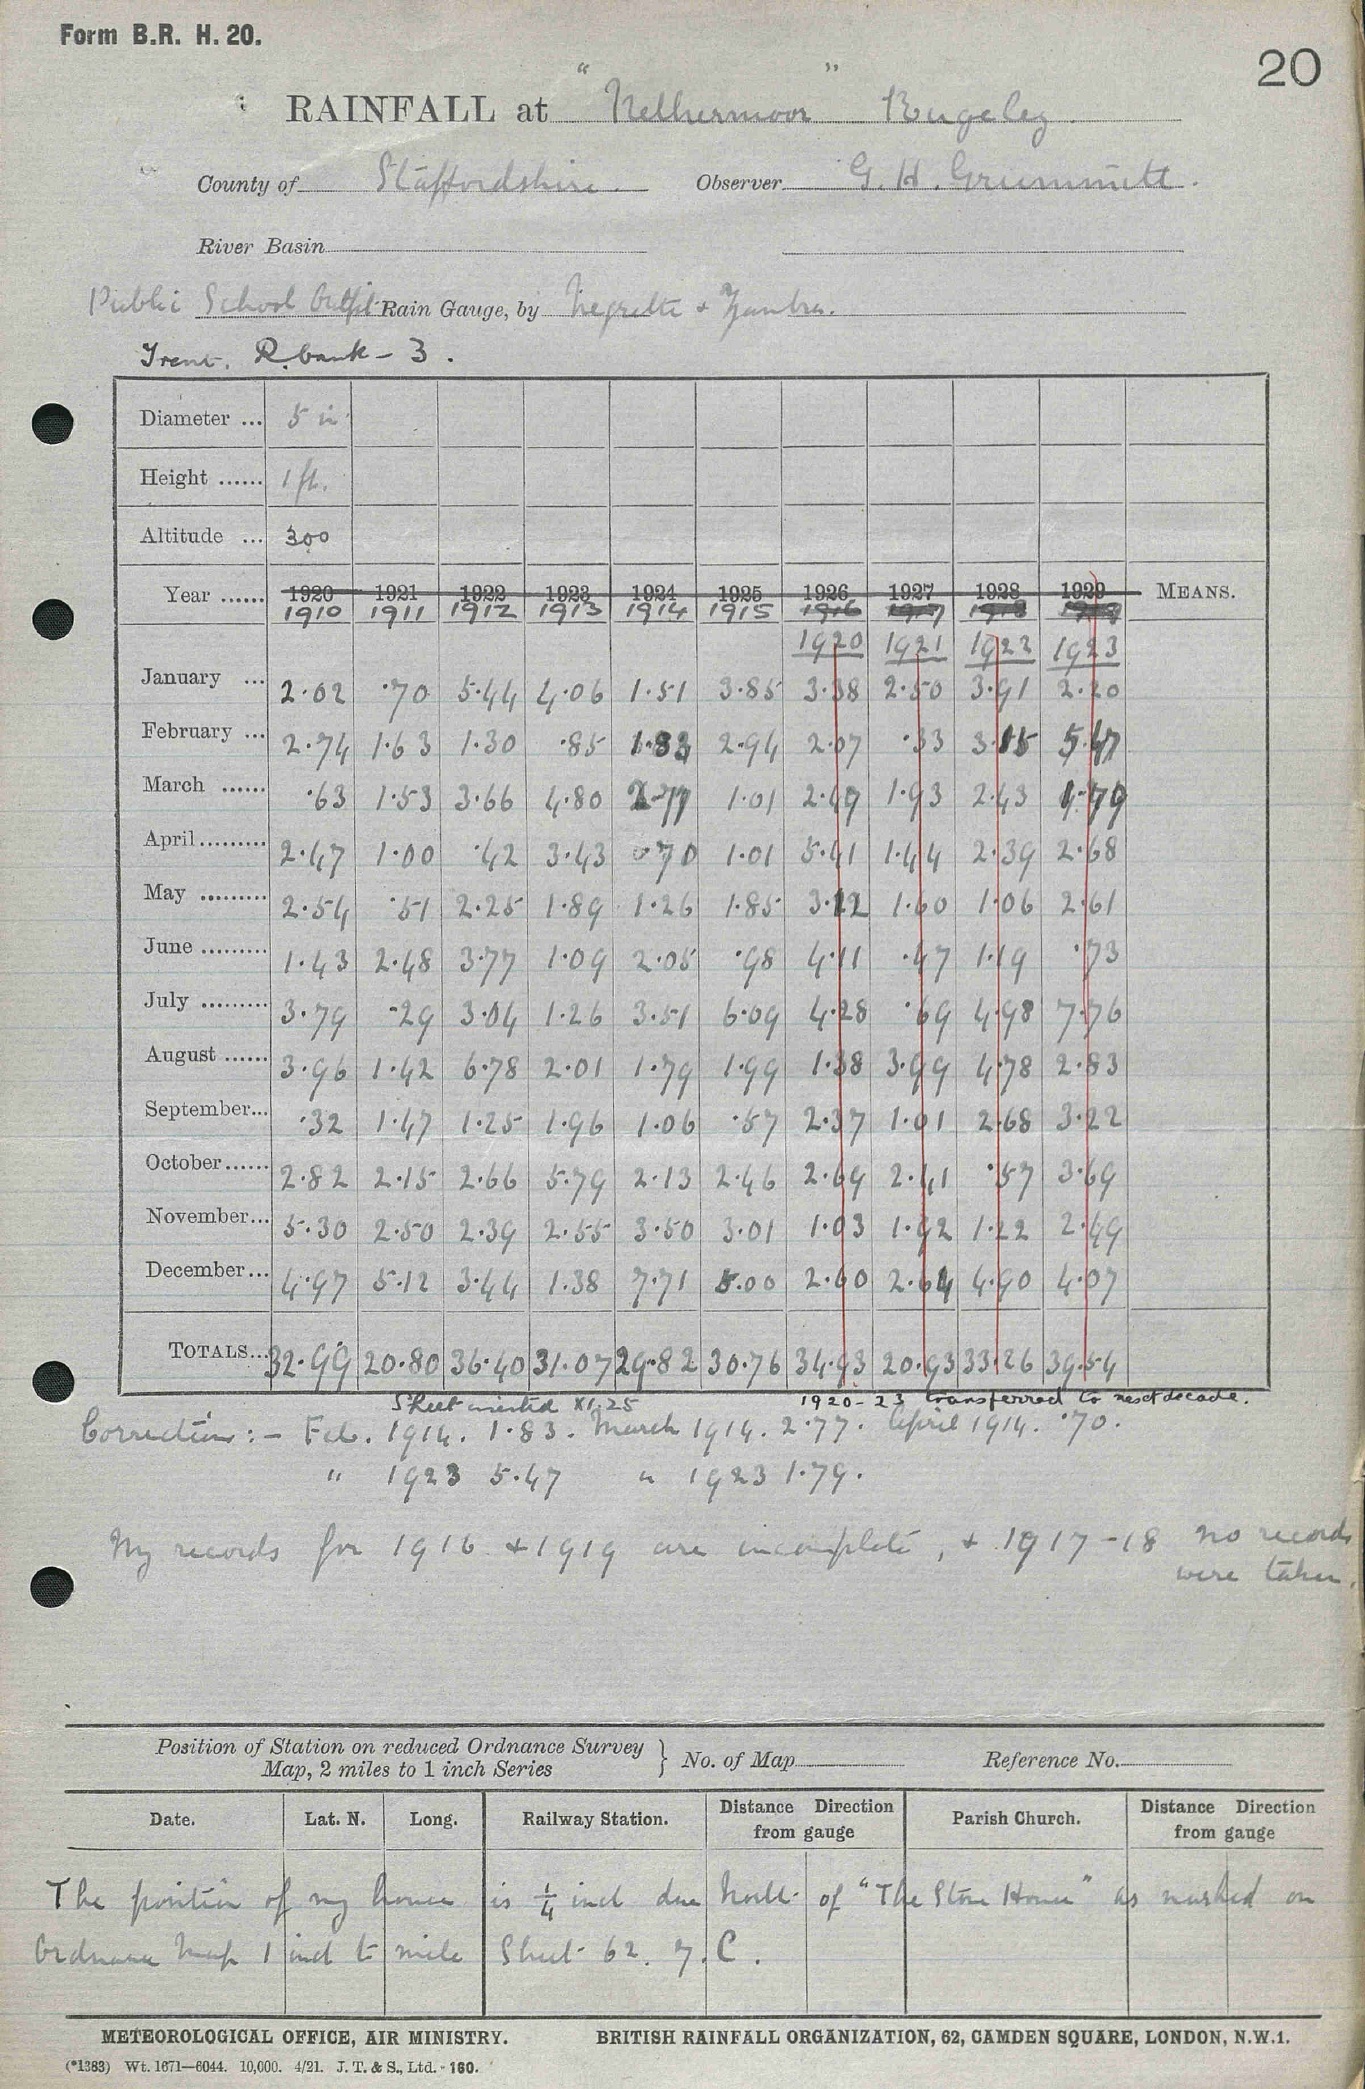 Form B.R. H. 20.
20
RAINFALL at "Nethermoor" Rugeley.
County of Staffordshire. Observer G. H. Grummitt.
River Basin
Public School Outfit Rain Gauge, by Negretti & Zambra.
Trent. R. bank - 3.
Diameter ... 5 in
Height ...... 1 ft.
Altitude ... 300
Year ...... 1920 1921 1922 1923 1924 1925 1926 1927 1928 1929 MEANS.
1910 1911 1912 1913 1914 1915 1916 1917 1918 1919
1920 1921 1922 1923
January ... 2.02 .70 5.44 4.06 1.51 3.85 3.38 2.50 3.91 2.20
February ... 2.74 1.63 1.30 .85 1.83 2.94 2.07 .33 3.15 5.47
March ...... .63 1.53 3.66 4.80 2.77 1.01 2.49 1.93 2.43 1.79
April ......... 2.47 1.00 .42 3.43 .70 1.01 5.41 1.44 2.39 2.68
May ......... 2.54 .51 2.25 1.89 1.26 1.85 3.22 1.60 1.06 2.61
June ......... 1.43 2.48 3.77 1.09 2.05 .98 4.11 .47 1.19 .73
July ......... 3.79 .29 3.04 1.26 3.51 6.09 4.28 .69 4.98 7.76
August ...... 3.96 1.42 6.78 2.01 1.79 1.99 1.38 3.99 4.78 2.83
September... .32 1.47 1.25 1.96 1.06 .57 2.37 1.01 2.68 3.22
October...... 2.82 2.15 2.66 5.79 2.13 2.46 2.69 2.41 .57 3.69
November... 5.30 2.50 2.39 2.55 3.50 3.01 1.03 1.92 1.22 2.49
December... 4.97 5.12 3.44 1.38 7.71 5.00 2.60 2.64 4.90 4.07
TOTALS... 32.99 20.80 36.40 31.07 29.82 30.76 34.93 20.93 33.26 39.54
Sheet inserted XI.25 1920-23 transferred to next decade.
Correction :- Feb. 1914. 1.83. March 1914. 2.77. April 1914. .70.
" 1923 5.47 " 1923 1.79.
My records for 1916 & 1919 are incomplete, & 1917-18 no records
were taken.
Position of Station on reduced Ordnance Survey
Map, 2 miles to 1 inch Series } No. of Map Reference No.
Date. Lat. N. Long. Railway Station. Distance Direction from gauge Parish Church. Distance Direction from gauge
The position of my house is 1/4 inch due North of "The Stone House" as marked on
Ordnance Map 1 inch to mile Sheet 62. 7. C.
METEOROLOGICAL OFFICE, AIR MINISTRY. BRITISH RAINFALL ORGANIZATION, 62, CAMDEN SQUARE, LONDON, N.W.1.
(*1383) Wt. 1671—6044. 10,000. 4/21. J. T. & S., Ltd. - 160.